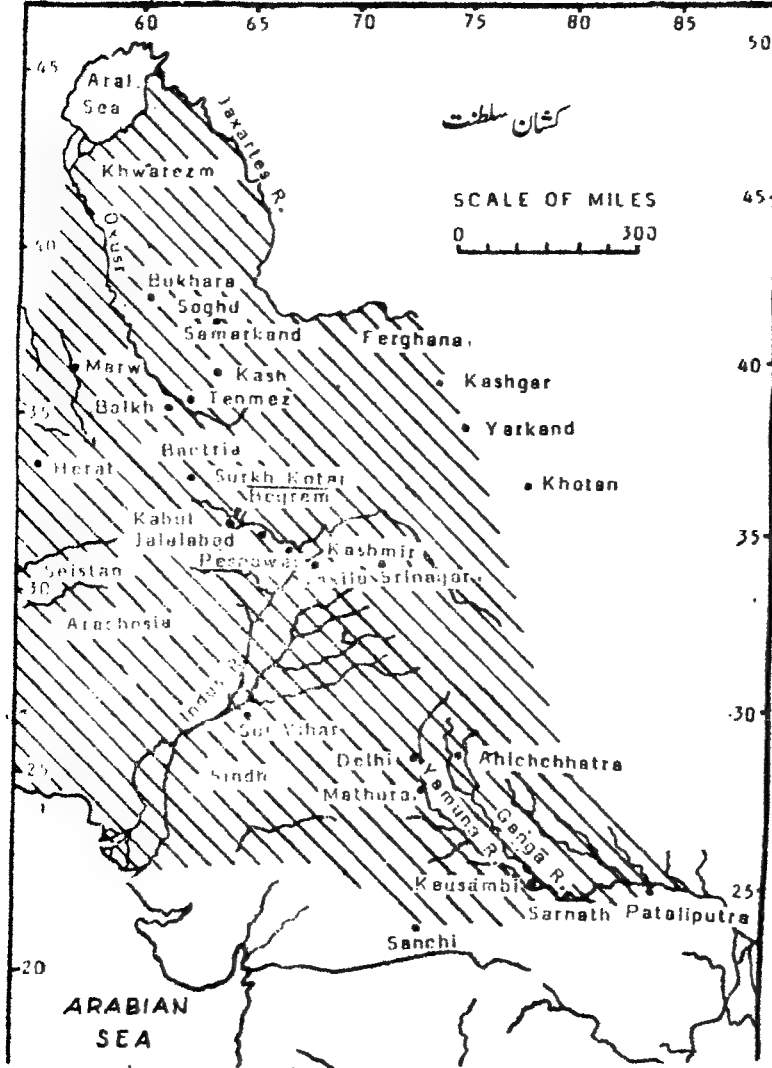 60 65 70 75 80 85
50
45
Aral
Sea
Jaxartes R.
کشان سلطنت
Khwarezm
SCALE OF MILES
0 300
45
Oxusr
40
Bukhara
Soghd
Samarkand
Ferghana
40
Marw
Kash
Kashgar
Tenmez
Balkh
35
Yarkand
Bactria
Herat
Surkh Kotal
Begrem
Khotan
Kabul
Jalalabad
Kashmir
35
Peshawar
Srinagar
Seistan
30
Arachosia
Indus R.
30
Sui Vihar
Delhi
Ahichchhatra
25
Sindh
Mathura
Yamuna R.
Ganga R.
Kausambi
25
Sarnath Pataliputra
Sanchi
20
ARABIAN
SEA